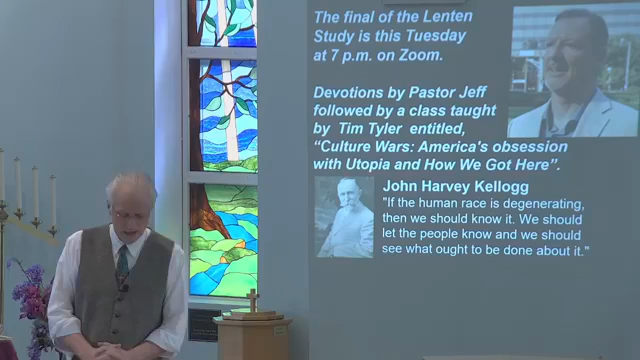 The final of the Lenten
Study is this Tuesday
at 7 p.m. on Zoom.
Devotions by Pastor Jeff
followed by a class taught
by Tim Tyler entitled,
“Culture Wars: America's obsession
with Utopia and How We Got Here”.
John Harvey Kellogg
"If the human race is degenerating,
then we should know it. We should
let the people know and we should
see what ought to be done about it."